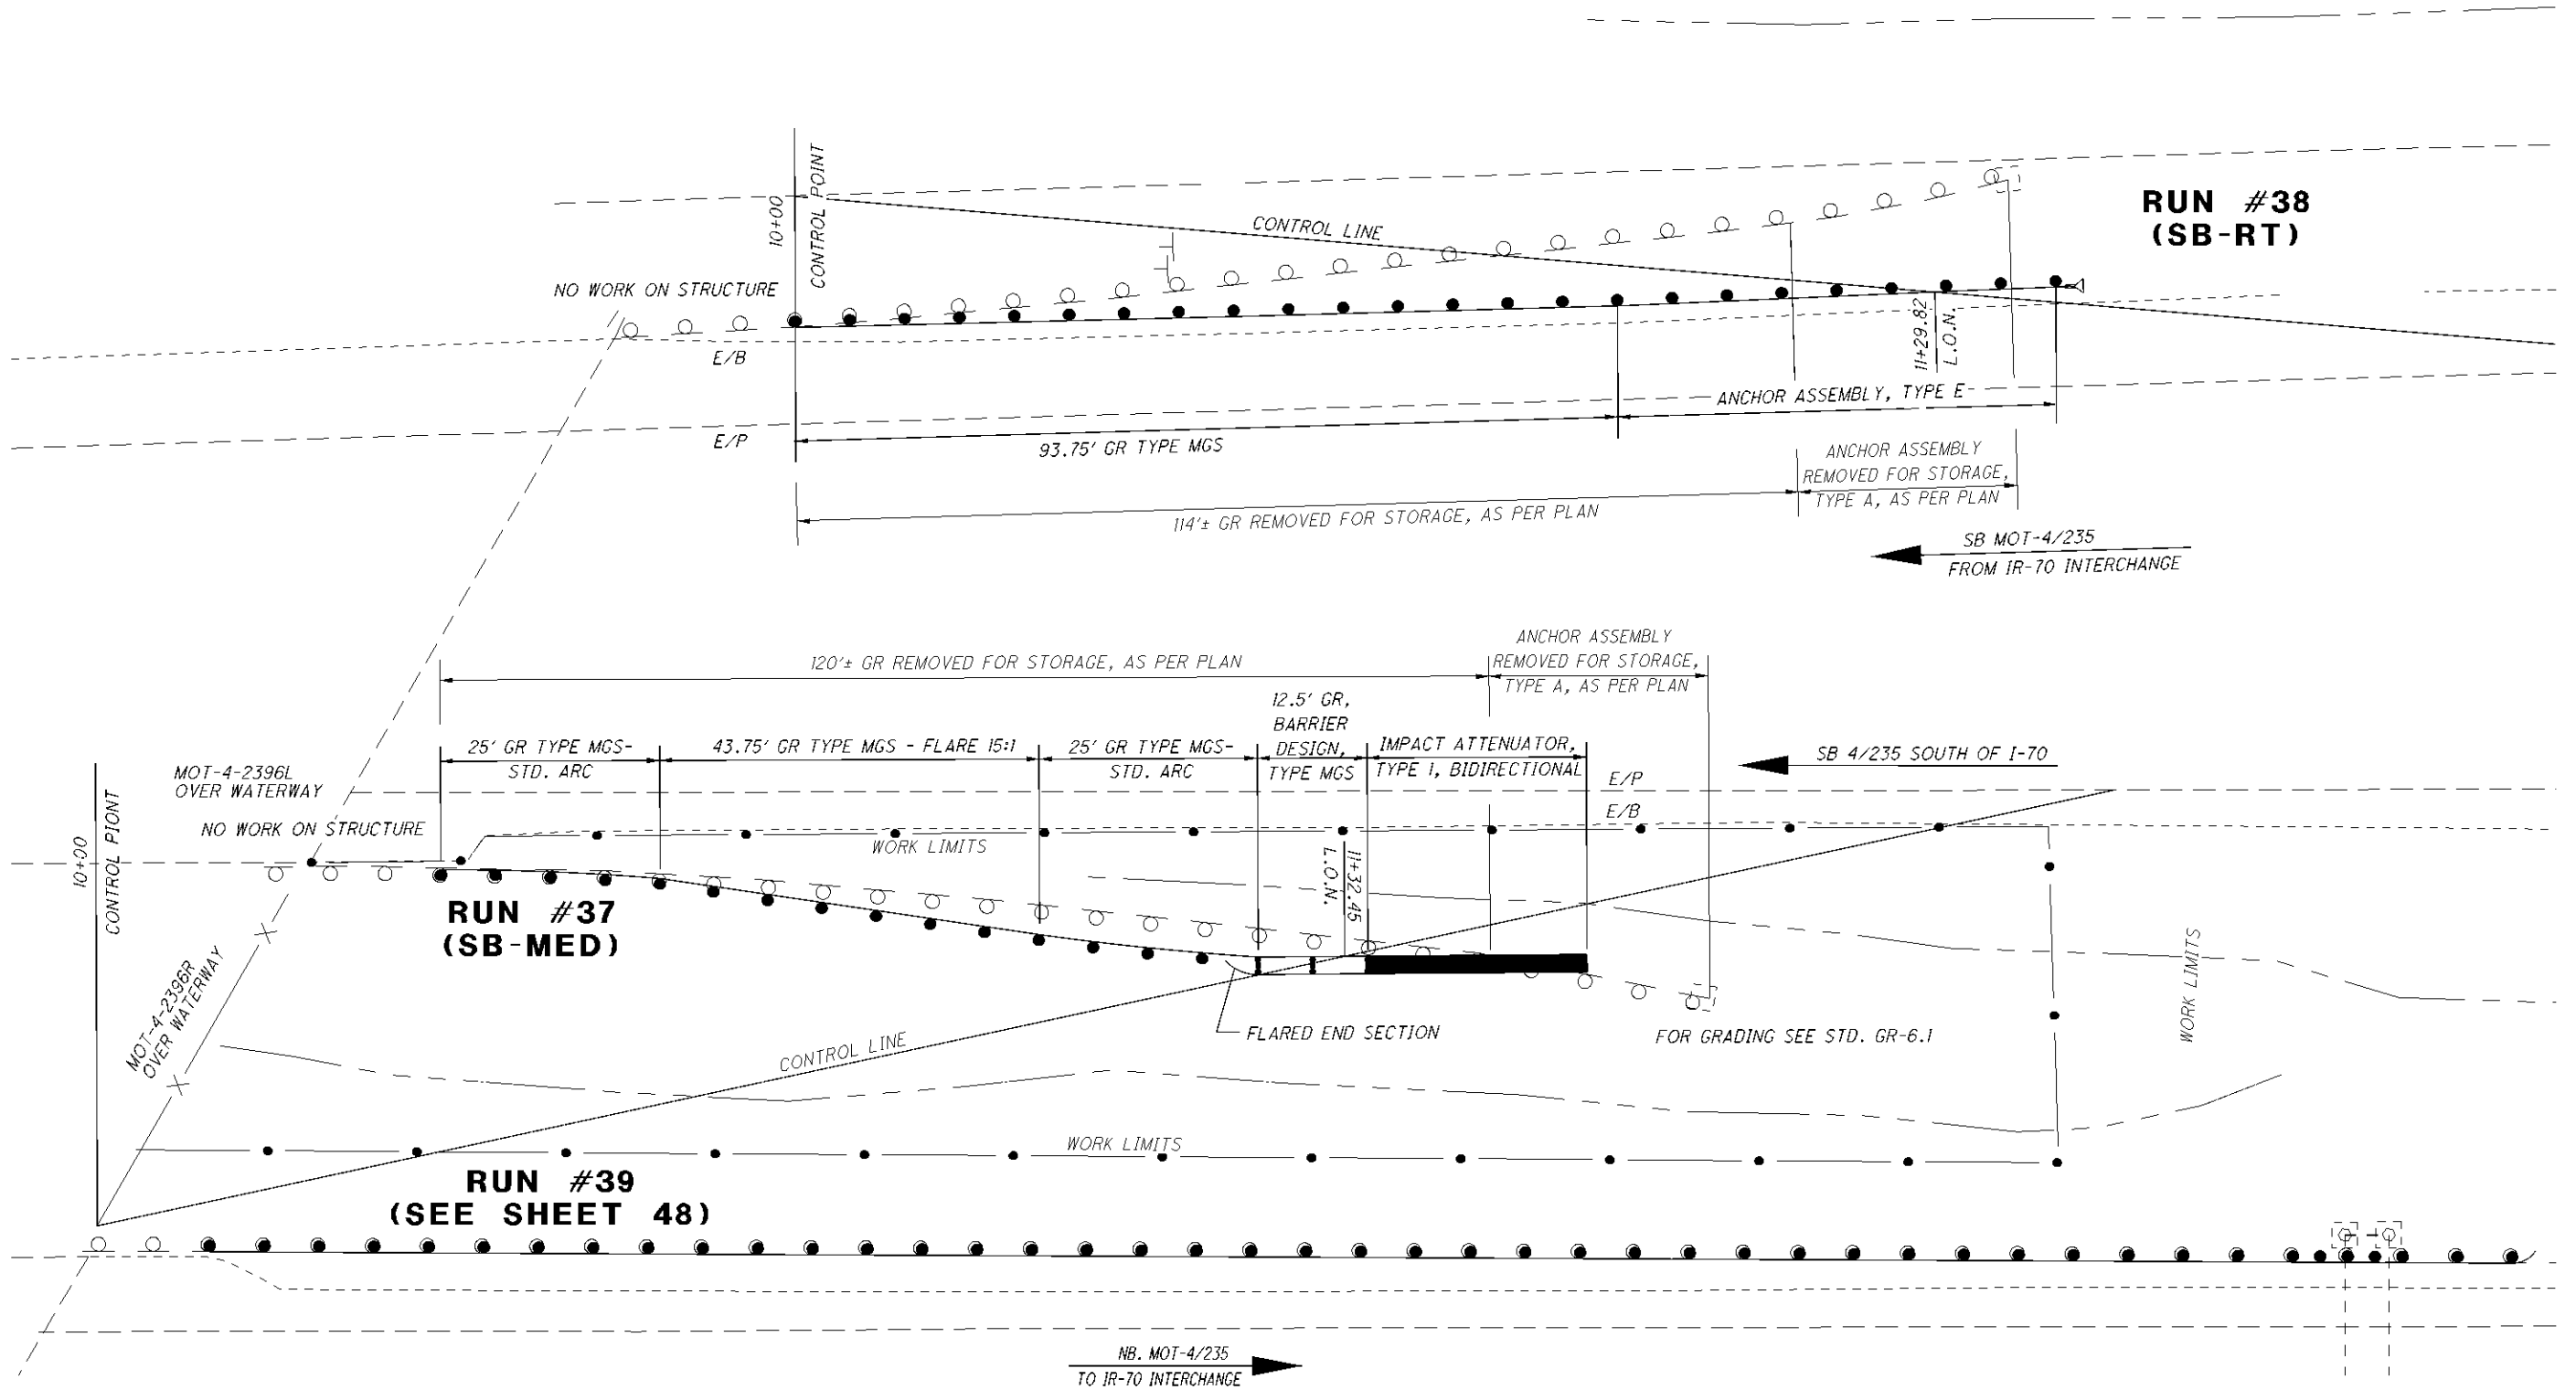 RUN #38
(SB-RT)
10+00
CONTROL POINT
CONTROL LINE
NO WORK ON STRUCTURE
E/B
E/P
11+29.82
L.O.N.
ANCHOR ASSEMBLY, TYPE E
93.75' GR TYPE MGS
ANCHOR ASSEMBLY
REMOVED FOR STORAGE,
TYPE A, AS PER PLAN
114'± GR REMOVED FOR STORAGE, AS PER PLAN
SB MOT-4/235
FROM IR-70 INTERCHANGE
ANCHOR ASSEMBLY
REMOVED FOR STORAGE,
TYPE A, AS PER PLAN
120'± GR REMOVED FOR STORAGE, AS PER PLAN
12.5' GR,
BARRIER
DESIGN,
TYPE MGS
25' GR TYPE MGS-
STD. ARC
43.75' GR TYPE MGS - FLARE 15:1
25' GR TYPE MGS-
STD. ARC
IMPACT ATTENUATOR,
TYPE 1, BIDIRECTIONAL
SB 4/235 SOUTH OF I-70
MOT-4-2396L
OVER WATERWAY
E/P
E/B
NO WORK ON STRUCTURE
10+00
CONTROL PIONT
WORK LIMITS
11+32.45
L.O.N.
RUN #37
(SB-MED)
MOT-4-2396R
OVER WATERWAY
FLARED END SECTION
FOR GRADING SEE STD. GR-6.1
WORK LIMITS
CONTROL LINE
WORK LIMITS
RUN #39
(SEE SHEET 48)
NB. MOT-4/235
TO IR-70 INTERCHANGE